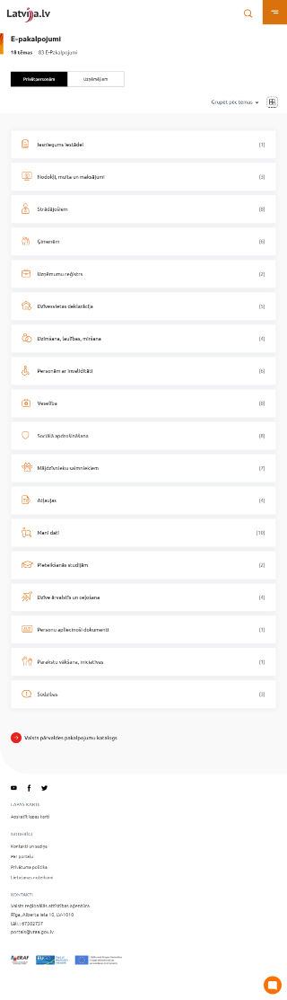 Latvija.lv
E-pakalpojumi
18 tēmas 83 E-Pakalpojumi
Privātpersonām Uzņēmējiem
Grupēt pēc tēmas
Iesniegums iestādei (1)
Nodokļi, muita un maksājumi (3)
Strādājošiem (8)
Ģimenēm (6)
Uzņēmumu reģistrs (2)
Dzīvesvietas deklarācija (5)
Dzimšana, laulības, miršana (4)
Personām ar invaliditāti (6)
Veselība (8)
Sociālā apdrošināšana (8)
Mājdzīvnieku saimniekiem (7)
Atļaujas (4)
Mani dati (10)
Pieteikšanās studijām (2)
Dzīve ārvalstīs un ceļošana (4)
Personu apliecinoši dokumenti (1)
Parakstu vākšana, iniciatīvas (1)
Sūdzības (3)
Valsts pārvaldes pakalpojumu katalogs
LAPAS KARTE
Apskatīt lapas karti
NODERĪGI
Kontakti un saziņa
Par portālu
Privātuma politika
Lietošanas noteikumi
KONTAKTI
Valsts reģionālās attīstības aģentūra
Rīga, Alberta iela 10, LV-1010
tālr.: 67502757
portals@vraa.gov.lv
ERAF